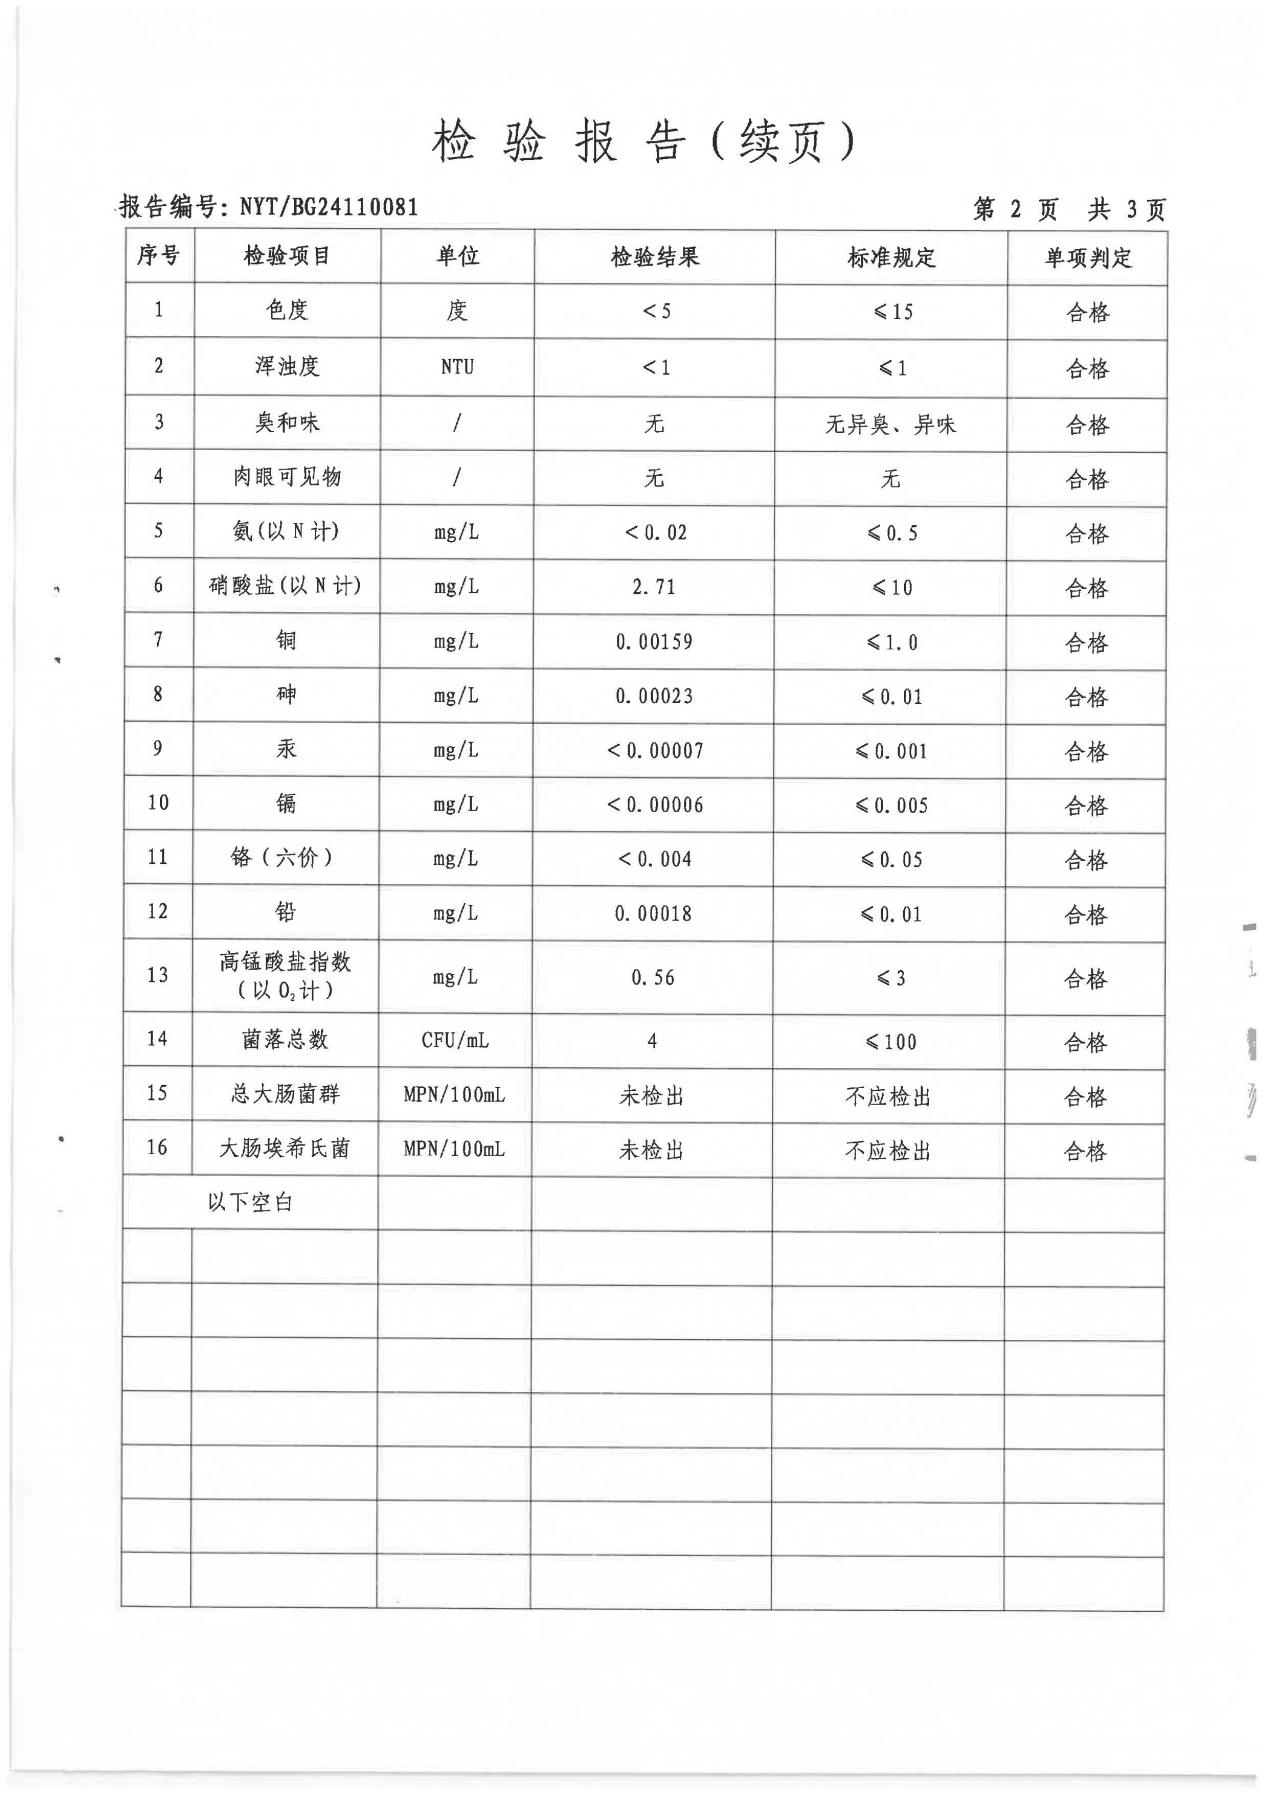 检验报告(续页)
报告编号: NYT/BG24110081 第 2 页 共 3页
序号 检验项目 单位 检验结果 标准规定 单项判定
1 色度 度 <5 ≤15 合格
2 浑浊度 NTU <1 ≤1 合格
3 臭和味 / 无 无异臭、异味 合格
4 肉眼可见物 / 无 无 合格
5 氨(以N计) mg/L <0.02 ≤0.5 合格
6 硝酸盐(以N计) mg/L 2.71 ≤10 合格
7 铜 mg/L 0.00159 ≤1.0 合格
8 砷 mg/L 0.00023 ≤0.01 合格
9 汞 mg/L <0.00007 ≤0.001 合格
10 镉 mg/L <0.00006 ≤0.005 合格
11 铬(六价) mg/L <0.004 ≤0.05 合格
12 铅 mg/L 0.00018 ≤0.01 合格
13 高锰酸盐指数
(以O₂计) mg/L 0.56 ≤3 合格
14 菌落总数 CFU/mL 4 ≤100 合格
15 总大肠菌群 MPN/100mL 未检出 不应检出 合格
16 大肠埃希氏菌 MPN/100mL 未检出 不应检出 合格
以下空白